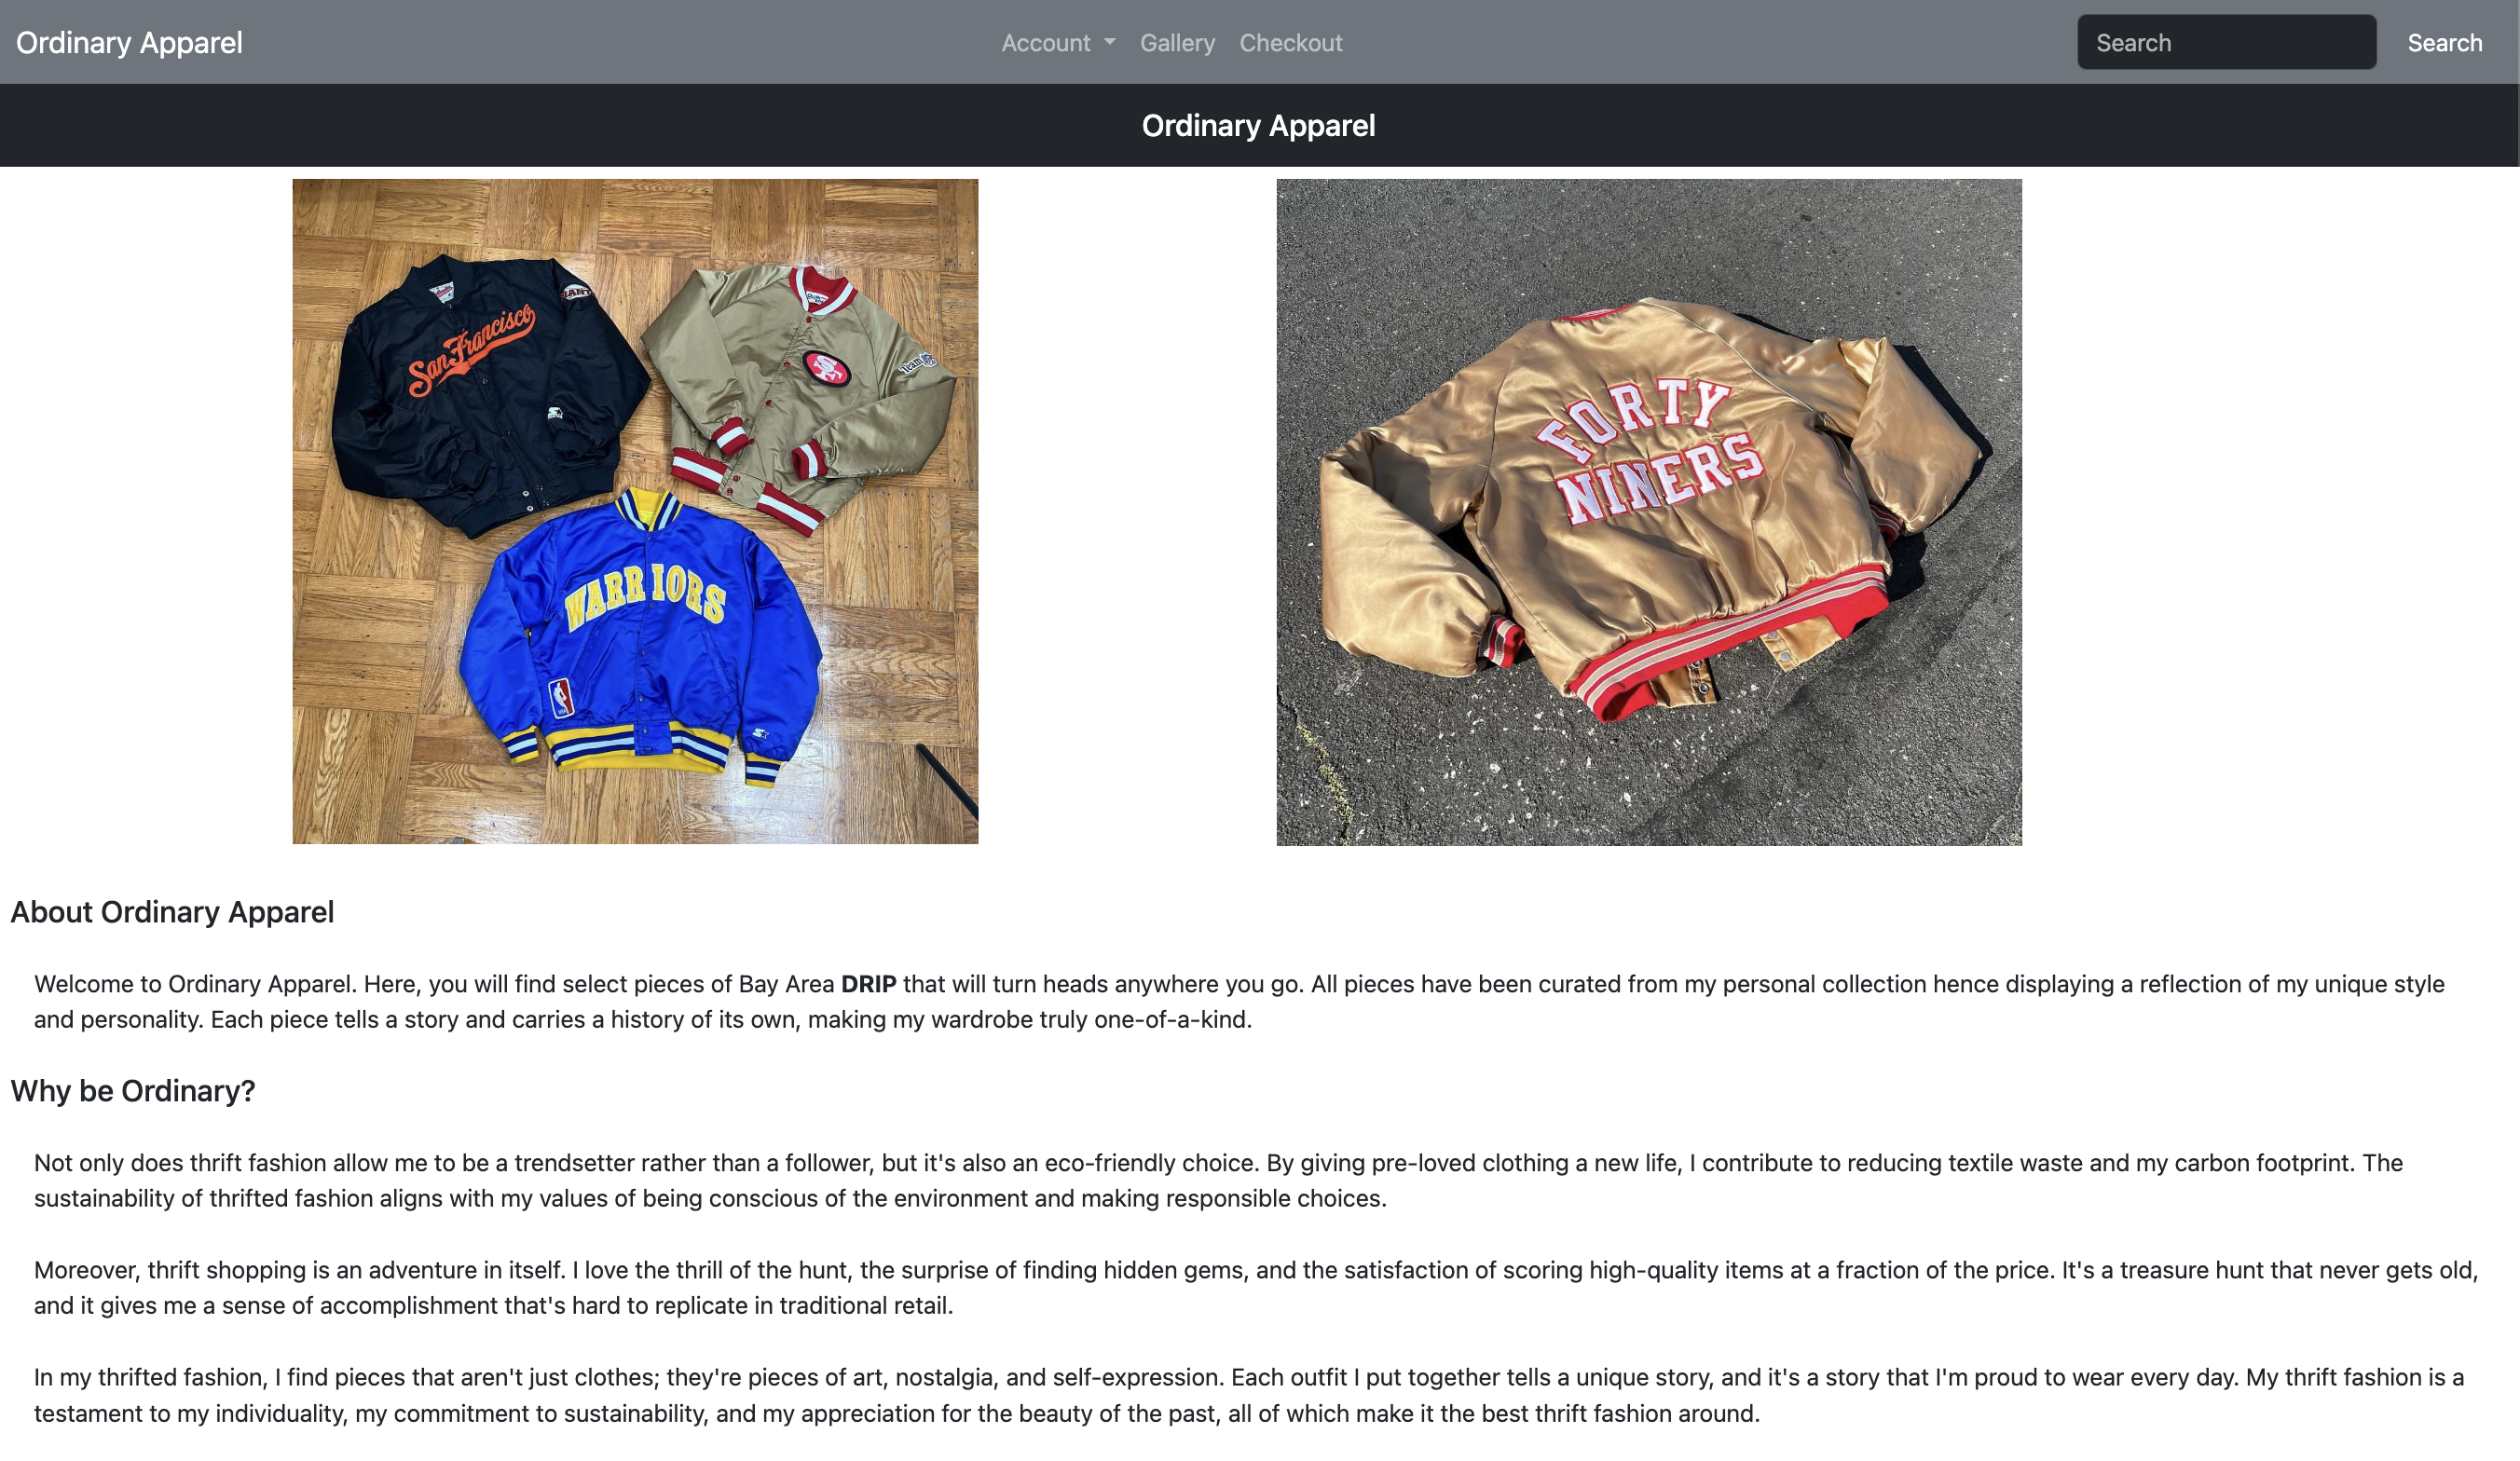 Ordinary Apparel
Account
Gallery
Checkout
Search
Search
Ordinary Apparel
San Francisco
Team
WARRIORS
FORTY
NINERS
About Ordinary Apparel
Welcome to Ordinary Apparel. Here, you will find select pieces of Bay Area DRIP that will turn heads anywhere you go. All pieces have been curated from my personal collection hence displaying a reflection of my unique style
and personality. Each piece tells a story and carries a history of its own, making my wardrobe truly one-of-a-kind.
Why be Ordinary?
Not only does thrift fashion allow me to be a trendsetter rather than a follower, but it's also an eco-friendly choice. By giving pre-loved clothing a new life, I contribute to reducing textile waste and my carbon footprint. The
sustainability of thrifted fashion aligns with my values of being conscious of the environment and making responsible choices.
Moreover, thrift shopping is an adventure in itself. I love the thrill of the hunt, the surprise of finding hidden gems, and the satisfaction of scoring high-quality items at a fraction of the price. It's a treasure hunt that never gets old,
and it gives me a sense of accomplishment that's hard to replicate in traditional retail.
In my thrifted fashion, I find pieces that aren't just clothes; they're pieces of art, nostalgia, and self-expression. Each outfit I put together tells a unique story, and it's a story that I'm proud to wear every day. My thrift fashion is a
testament to my individuality, my commitment to sustainability, and my appreciation for the beauty of the past, all of which make it the best thrift fashion around.